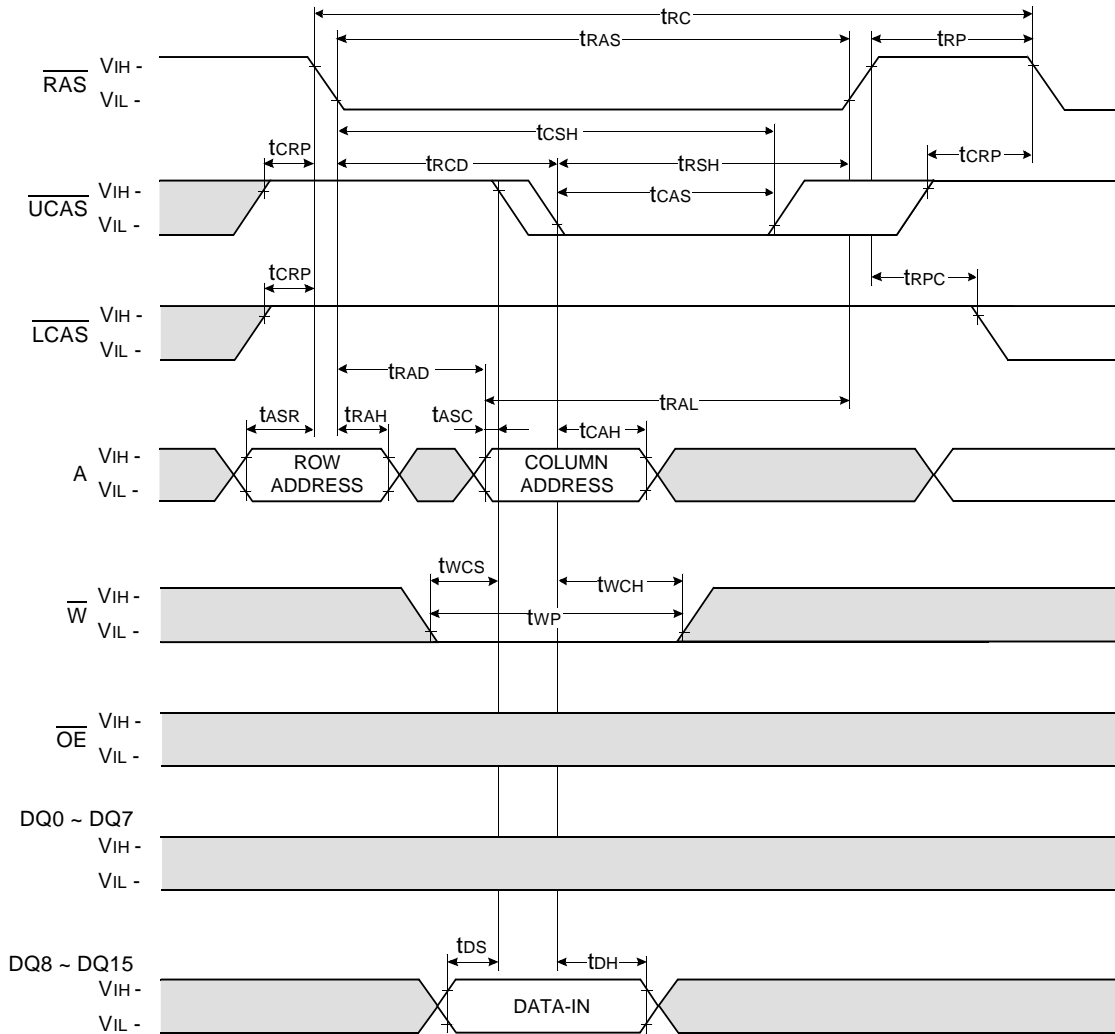 tRC
tRAS
tRP
RAS
VIH -
VIL -
tCSH
tCRP
tRCD
tRSH
tCRP
UCAS
VIH -
VIL -
tCAS
tCRP
tRPC
LCAS
VIH -
VIL -
tRAD
tRAL
tASR
tRAH
tASC
tCAH
A
VIH -
VIL -
ROW
ADDRESS
COLUMN
ADDRESS
tWCS
tWCH
W
VIH -
VIL -
tWP
OE
VIH -
VIL -
DQ0 ~ DQ7
VIH -
VIL -
tDS
tDH
DQ8 ~ DQ15
VIH -
VIL -
DATA-IN